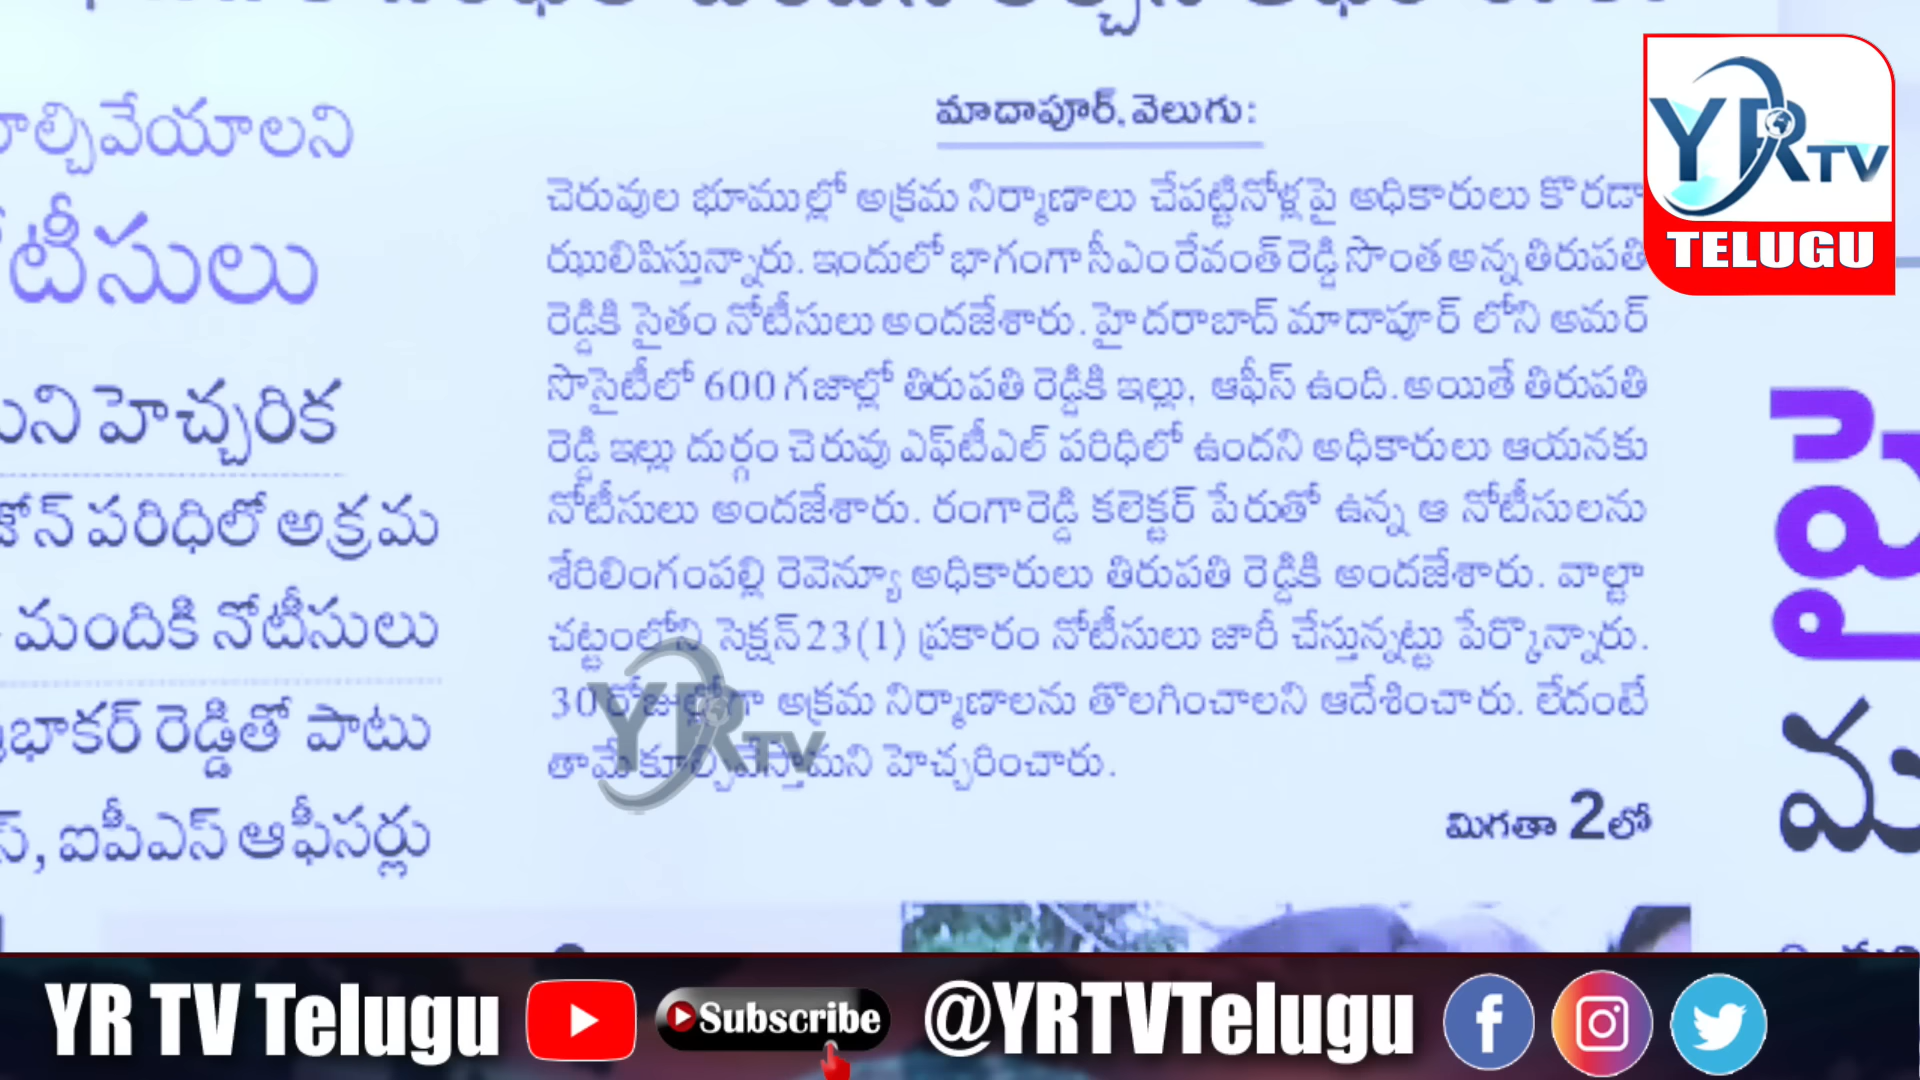 మాదాపూర్, వెలుగు:
చెరువుల భూముల్లో అక్రమ నిర్మాణాలు చేపట్టినోళ్లపై అధికారులు కొరడా
ఝులిపిస్తున్నారు. ఇందులో భాగంగా సీఎం రేవంత్ రెడ్డి సొంత అన్న తిరుపతి
రెడ్డికి సైతం నోటీసులు అందజేశారు. హైదరాబాద్ మాదాపూర్ లోని అమర్
సొసైటీలో 600 గజాల్లో తిరుపతి రెడ్డికి ఇల్లు, ఆఫీస్ ఉంది. అయితే తిరుపతి
రెడ్డి ఇల్లు దుర్గం చెరువు ఎఫ్‌టీఎల్ పరిధిలో ఉందని అధికారులు ఆయనకు
నోటీసులు అందజేశారు. రంగారెడ్డి కలెక్టర్ పేరుతో ఉన్న ఆ నోటీసులను
శేరిలింగంపల్లి రెవెన్యూ అధికారులు తిరుపతి రెడ్డికి అందజేశారు. వాల్టా
చట్టంలోని సెక్షన్ 23(1) ప్రకారం నోటీసులు జారీ చేస్తున్నట్టు పేర్కొన్నారు.
30 రోజుల్లోగా అక్రమ నిర్మాణాలను తొలగించాలని ఆదేశించారు. లేదంటే
తామే కూల్చివేస్తామని హెచ్చరించారు.
మిగతా 2లో
హెచ్చరిక
జోన్ పరిధిలో అక్రమ
మందికి నోటీసులు
రెడ్డితో పాటు
ఐపీఎస్ ఆఫీసర్లు
పై
YR TV
TELUGU
YR TV
YR TV Telugu
Subscribe
@YRTVTelugu